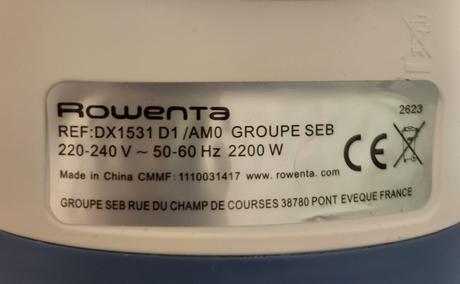 Rowenta 2623
REF:DX1531 D1 /AM0 GROUPE SEB
220-240 V ~ 50-60 Hz 2200 W
CE
Made in China CMMF: 1110031417 www. rowenta. com
GROUPE SEB RUE DU CHAMP DE COURSES 38780 PONT EVEQUE FRANCE